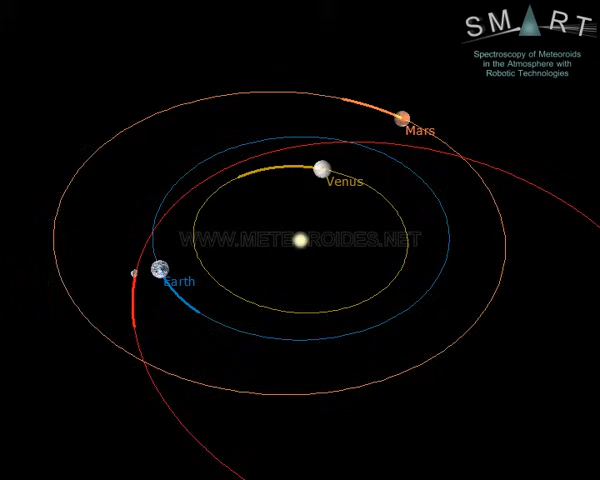 SMART
Spectroscopy of Meteoroids
in the Atmosphere with
Robotic Technologies
Mars
Venus
WWW.METEOROIDES.NET
Earth